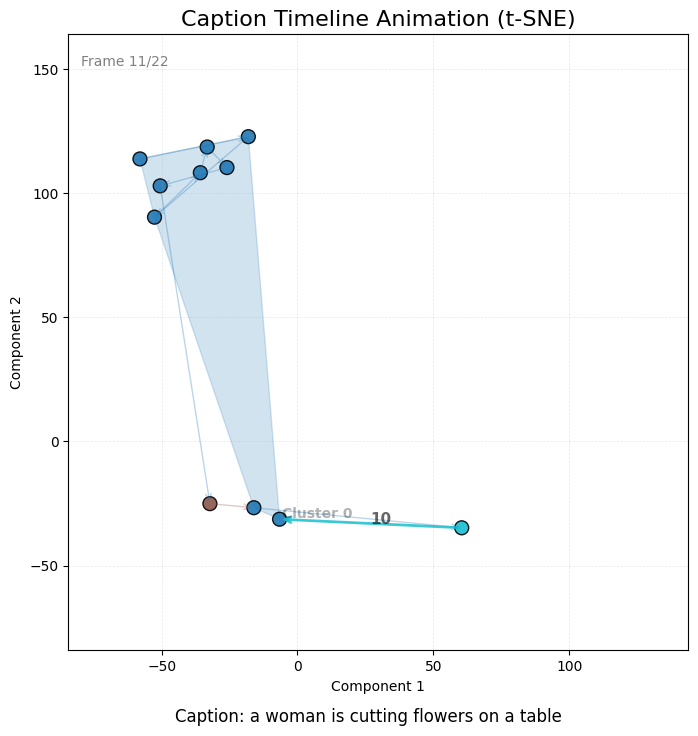 Caption Timeline Animation (t-SNE)
Frame 11/22
150
100
50
0
−50
Component 2
Cluster 0
10
−50
0
50
100
Component 1
Caption: a woman is cutting flowers on a table